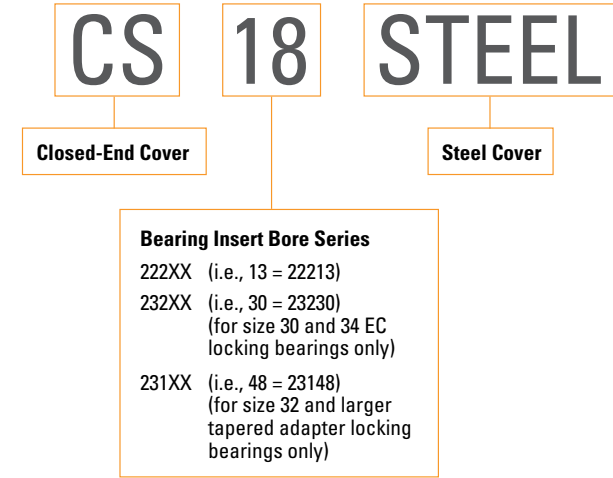 CS 18 STEEL
Closed-End Cover
Steel Cover
Bearing Insert Bore Series
222XX (i.e., 13 = 22213)
232XX (i.e., 30 = 23230)
(for size 30 and 34 EC
locking bearings only)
231XX (i.e., 48 = 23148)
(for size 32 and larger
tapered adapter locking
bearings only)